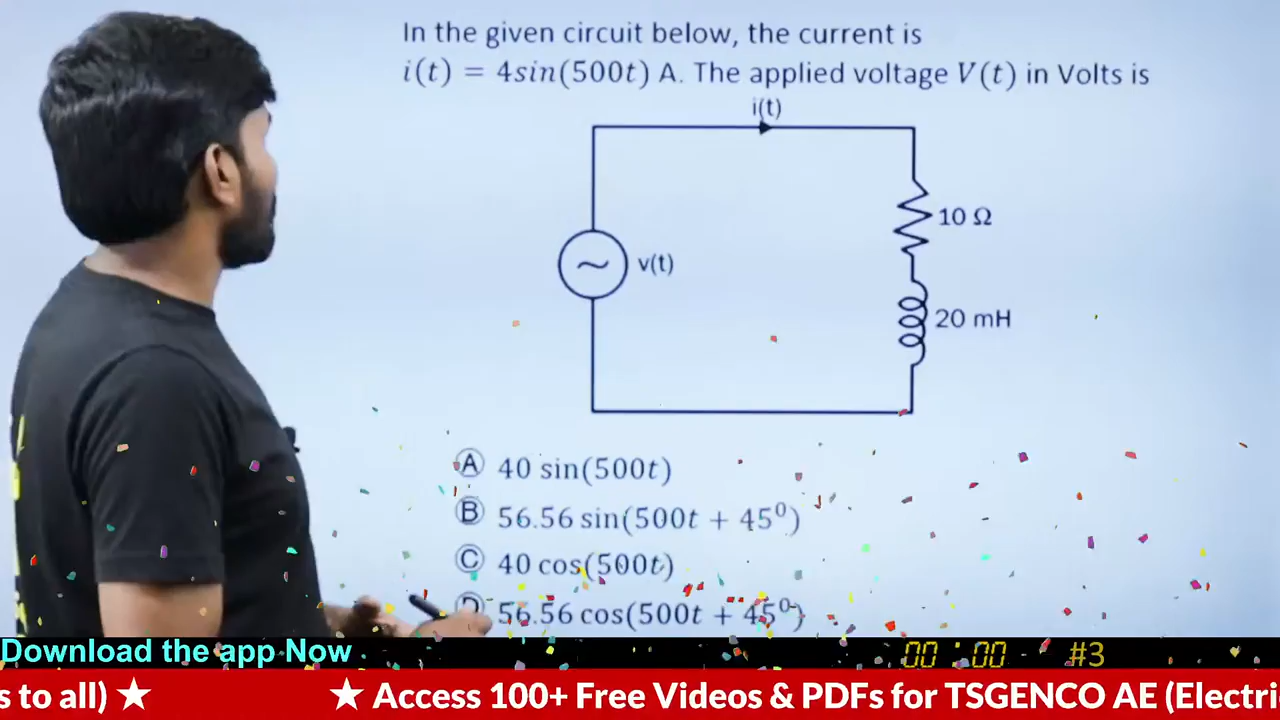 In the given circuit below, the current is
i(t) = 4sin(500t) A. The applied voltage V(t) in Volts is
i(t)
10 Ω
v(t)
20 mH
Ⓐ 40 sin(500t)
Ⓑ 56.56 sin(500t + 45⁰)
Ⓒ 40 cos(500t)
Ⓓ 56.56 cos(500t + 45⁰)
Download the app Now
00 : 00 #3
s to all) ★ ★ Access 100+ Free Videos & PDFs for TSGENCO AE (Electri